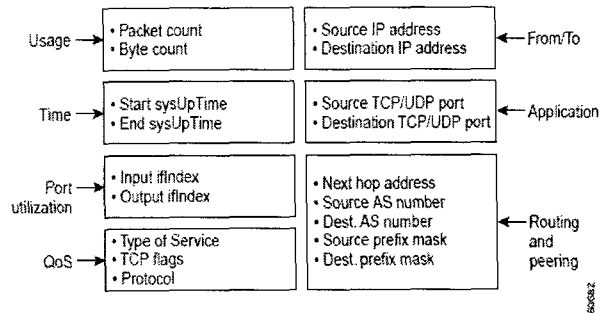 Usage
• Packet count
• Byte count
• Source IP address
• Destination IP address
From/To
Time
• Start sysUpTime
• End sysUpTime
• Source TCP/UDP port
• Destination TCP/UDP port
Application
Port
utilization
• Input ifIndex
• Output ifIndex
QoS
• Type of Service
• TCP flags
• Protocol
• Next hop address
• Source AS number
• Dest. AS number
• Source prefix mask
• Dest. prefix mask
Routing
and
peering
60682